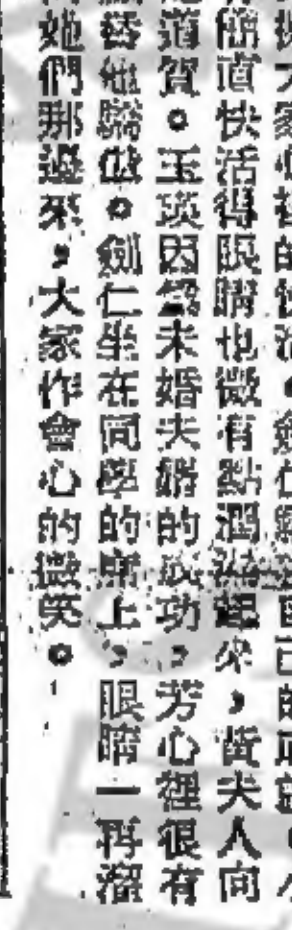 大家心裡的快活
簡直快活得眼睛也微有點潤濕起來，黃夫人向
道賀。玉瑛因為未婚夫婿的成功，芳心裡很有
驕傲。劍仁坐在同學的席上，眼睛一再溜
她們那邊來，大家作會心的微笑。